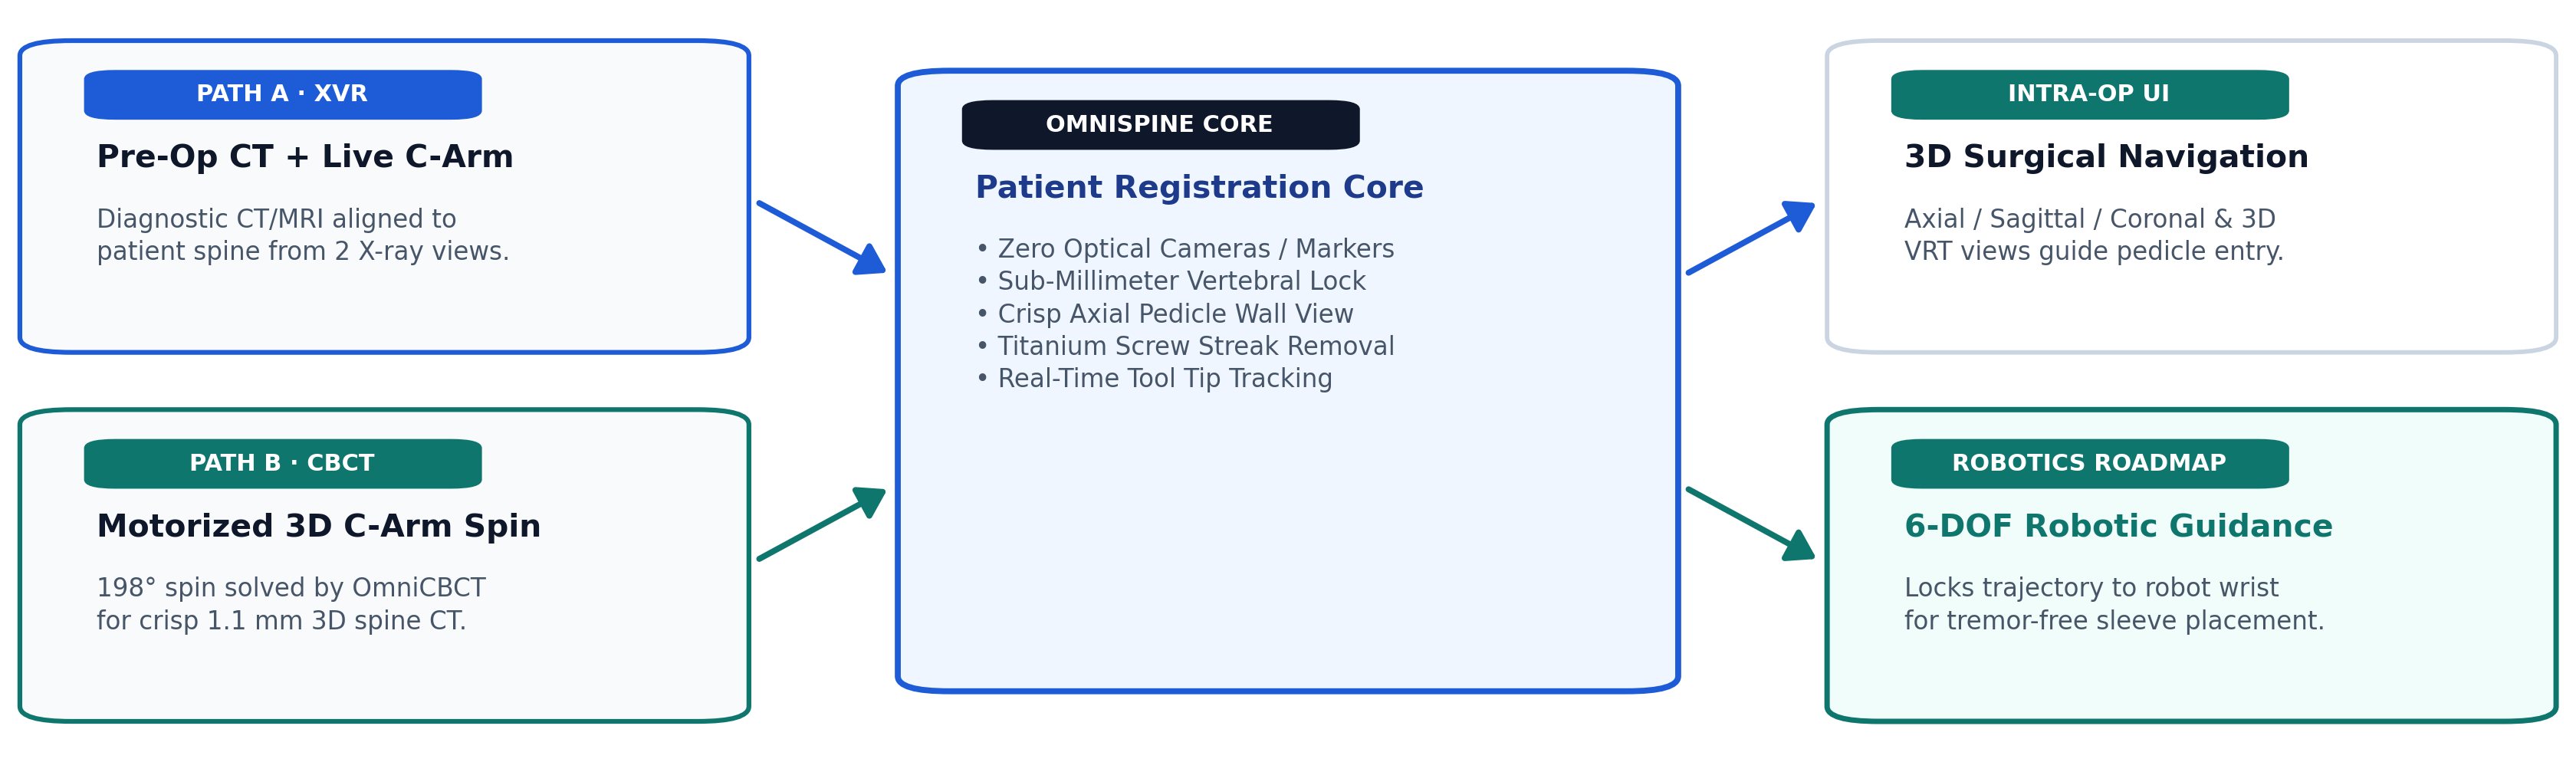 PATH A · XVR
Pre-Op CT + Live C-Arm
Diagnostic CT/MRI aligned to
patient spine from 2 X-ray views.
PATH B · CBCT
Motorized 3D C-Arm Spin
198° spin solved by OmniCBCT
for crisp 1.1 mm 3D spine CT.
OMNISPINE CORE
Patient Registration Core
• Zero Optical Cameras / Markers
• Sub-Millimeter Vertebral Lock
• Crisp Axial Pedicle Wall View
• Titanium Screw Streak Removal
• Real-Time Tool Tip Tracking
INTRA-OP UI
3D Surgical Navigation
Axial / Sagittal / Coronal & 3D
VRT views guide pedicle entry.
ROBOTICS ROADMAP
6-DOF Robotic Guidance
Locks trajectory to robot wrist
for tremor-free sleeve placement.